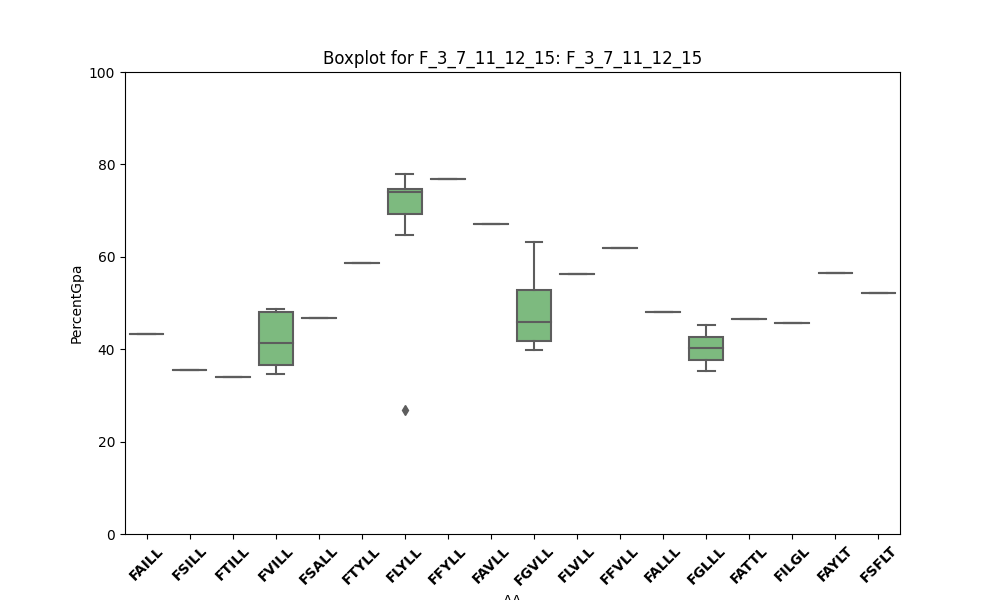 Boxplot for F_3_7_11_12_15: F_3_7_11_12_15
100
80
60
40
20
0
PercentGpa
FAILL FSILL FTILL FVILL FSALL FTYLL FLYLL FFYLL FAVLL FGVLL FLVLL FFVLL FALLL FGLLL FATTL FILGL FAYLT FSFLT
AA